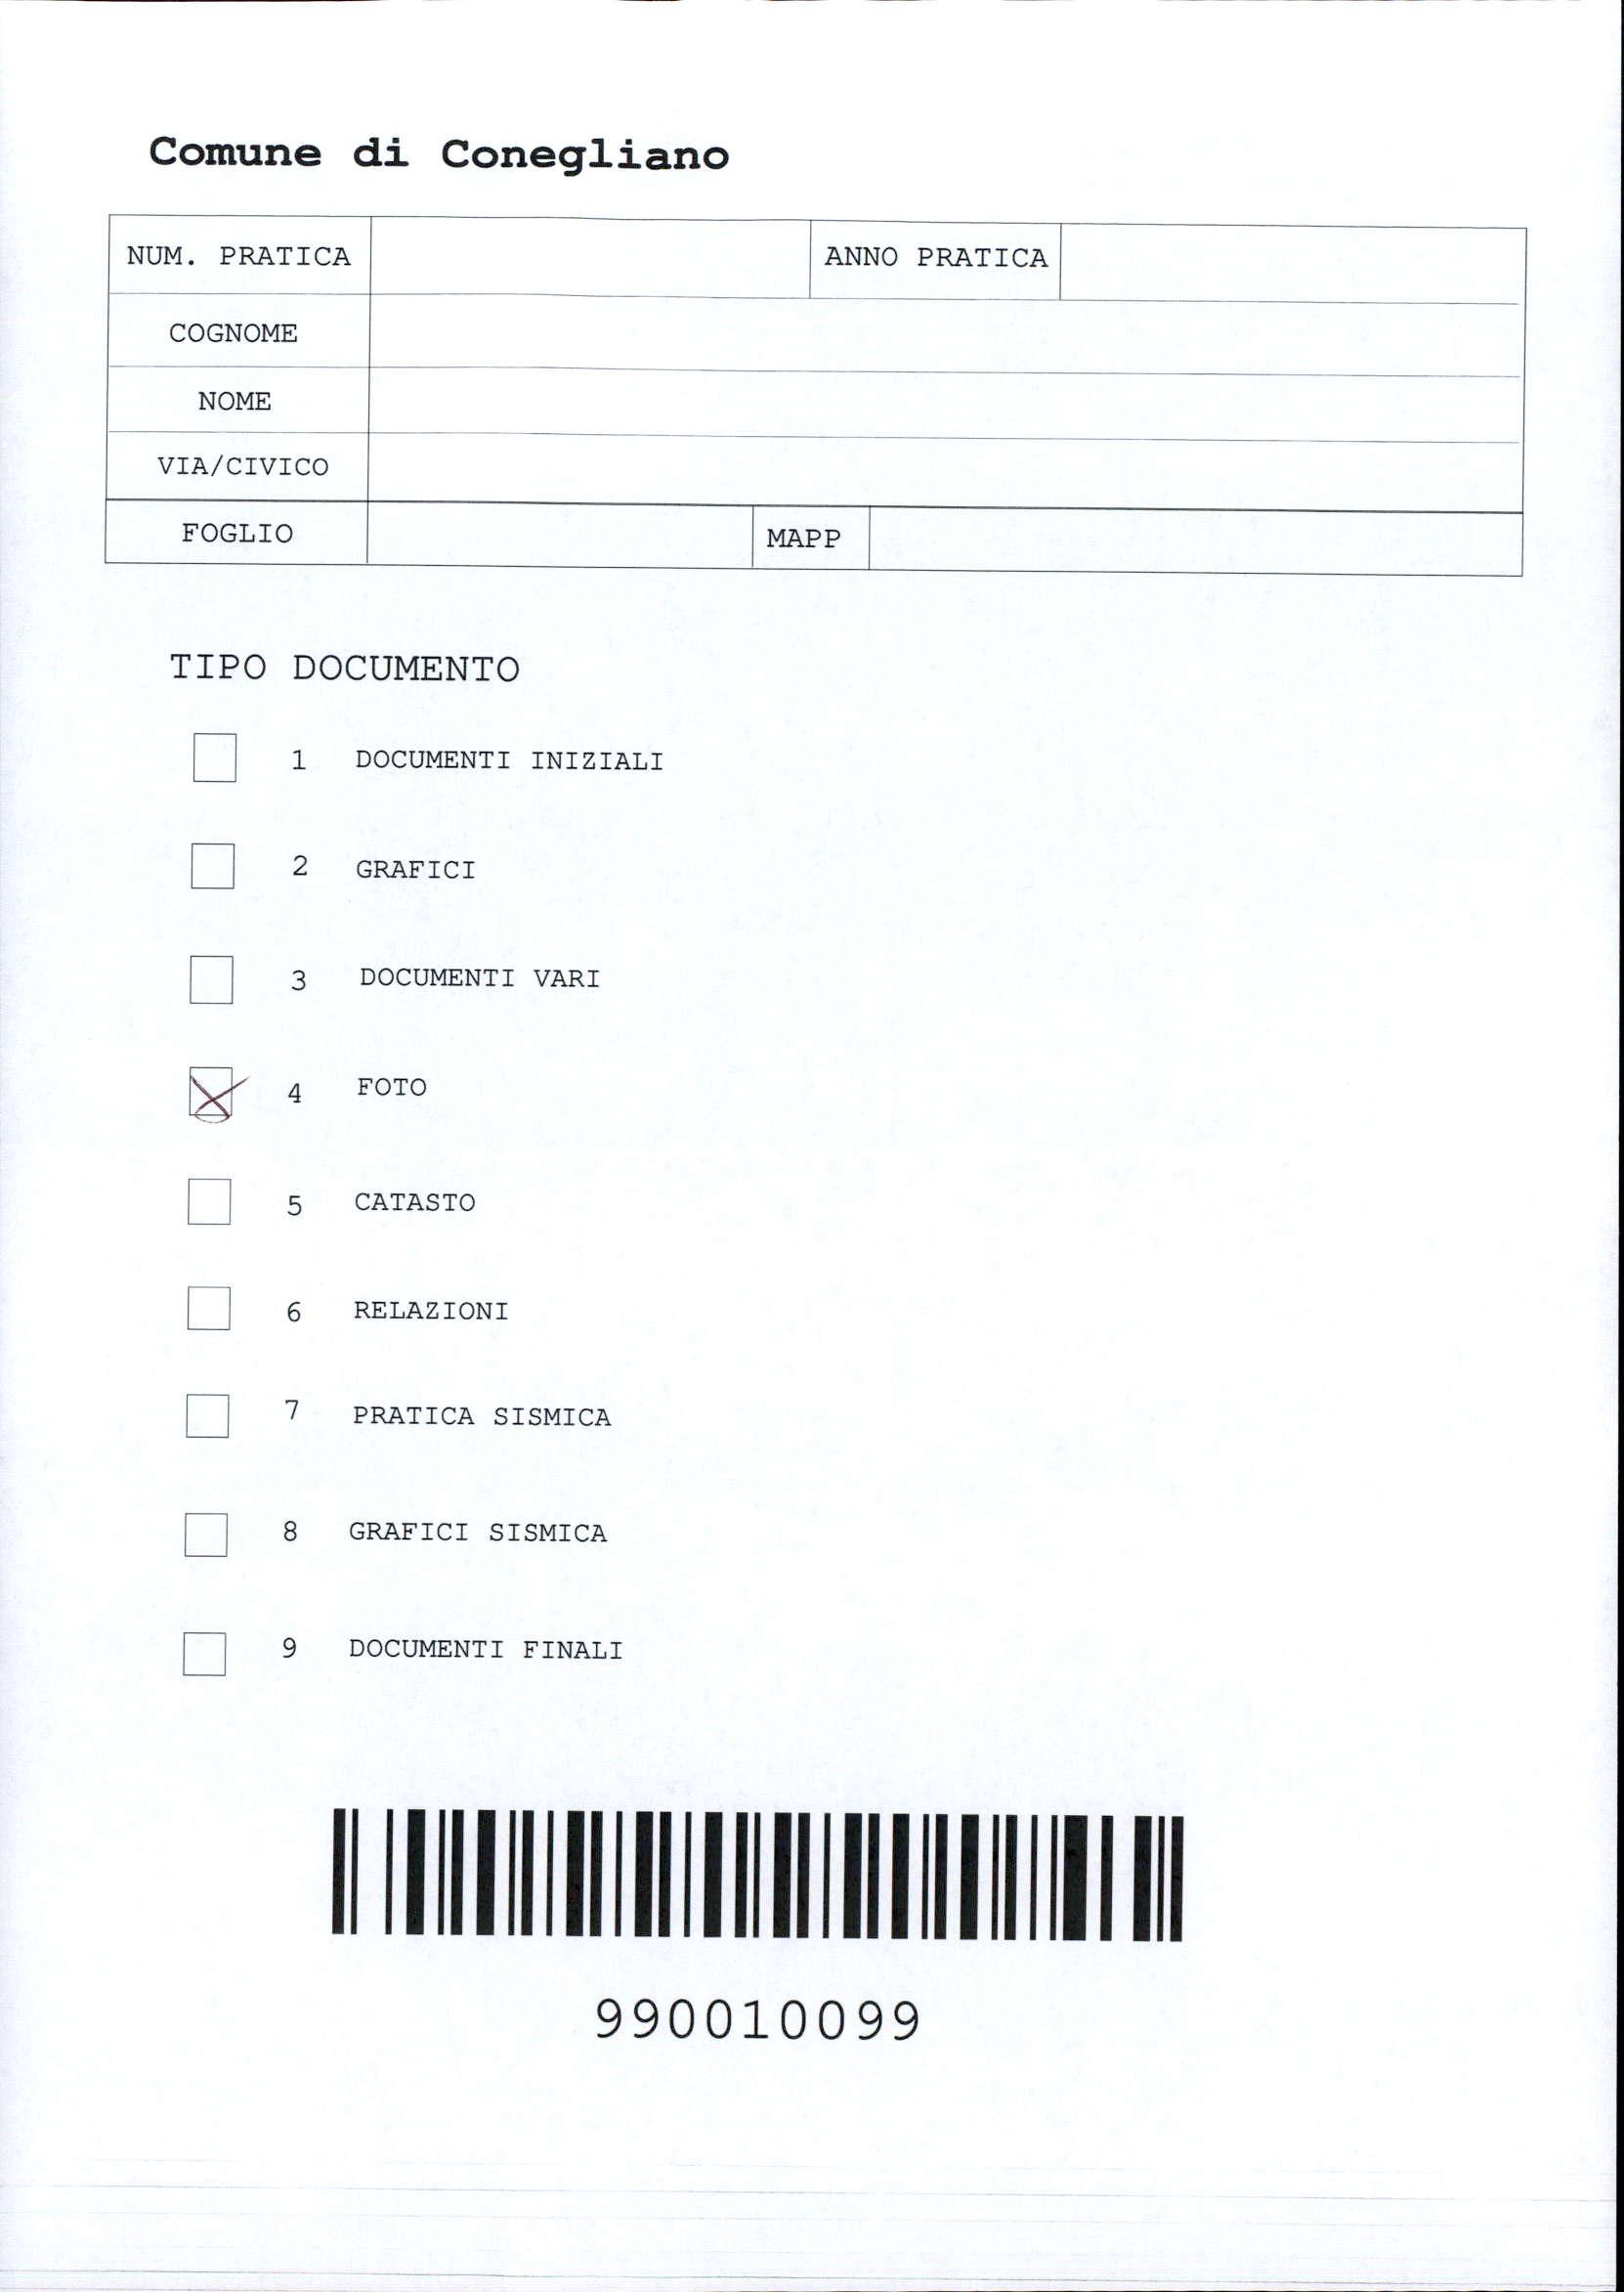 Comune di Conegliano
NUM. PRATICA ANNO PRATICA
COGNOME
NOME
VIA/CIVICO
FOGLIO MAPP
TIPO DOCUMENTO
1 DOCUMENTI INIZIALI
2 GRAFICI
3 DOCUMENTI VARI
4 FOTO
5 CATASTO
6 RELAZIONI
7 PRATICA SISMICA
8 GRAFICI SISMICA
9 DOCUMENTI FINALI
990010099